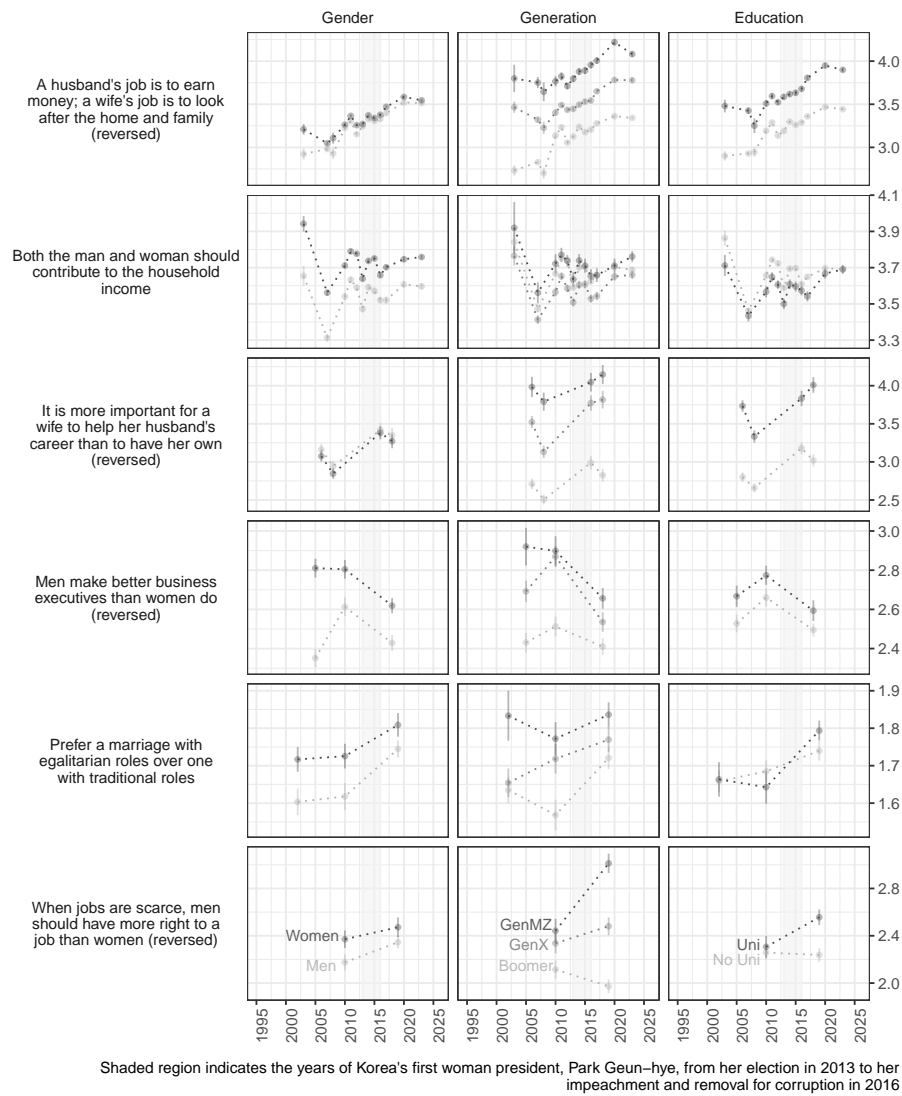 Gender Generation Education
A husband's job is to earn
money; a wife's job is to look
after the home and family
(reversed)
4.0
3.5
3.0
Both the man and woman should
contribute to the household
income
4.1
3.9
3.7
3.5
3.3
It is more important for a
wife to help her husband's
career than to have her own
(reversed)
4.0
3.5
3.0
2.5
Men make better business
executives than women do
(reversed)
3.0
2.8
2.6
2.4
Prefer a marriage with
egalitarian roles over one
with traditional roles
1.9
1.8
1.7
1.6
When jobs are scarce, men
should have more right to a
job than women (reversed)
Women
Men
GenMZ
GenX
Boomer
Uni
No Uni
2.8
2.4
2.0
1995 2000 2005 2010 2015 2020 2025 1995 2000 2005 2010 2015 2020 2025 1995 2000 2005 2010 2015 2020 2025
Shaded region indicates the years of Korea's first woman president, Park Geun−hye, from her election in 2013 to her
impeachment and removal for corruption in 2016